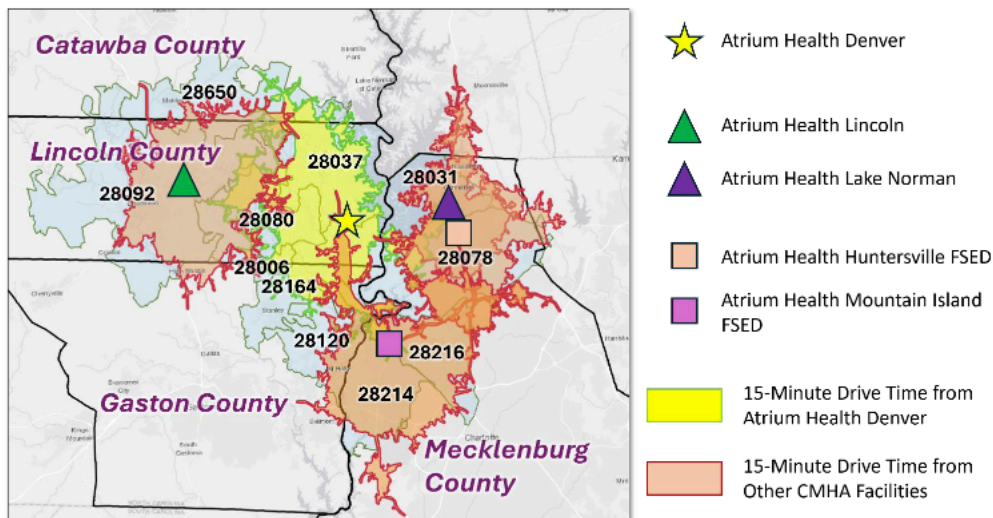 Catawba County
28650
Lincoln County
28037
28092
28031
28080
28078
28006
28164
28120
28216
28214
Gaston County
Mecklenburg
County
Charlotte
Atrium Health Denver
Atrium Health Lincoln
Atrium Health Lake Norman
Atrium Health Huntersville FSED
Atrium Health Mountain Island
FSED
15-Minute Drive Time from
Atrium Health Denver
15-Minute Drive Time from
Other CMHA Facilities